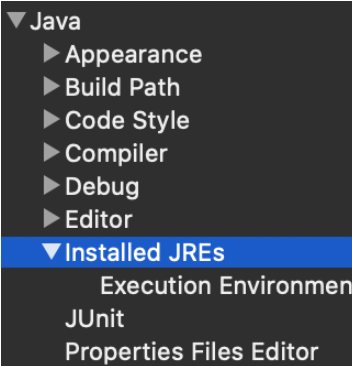 Java
Appearance
Build Path
Code Style
Compiler
Debug
Editor
Installed JREs
Execution Environmen
JUnit
Properties Files Editor